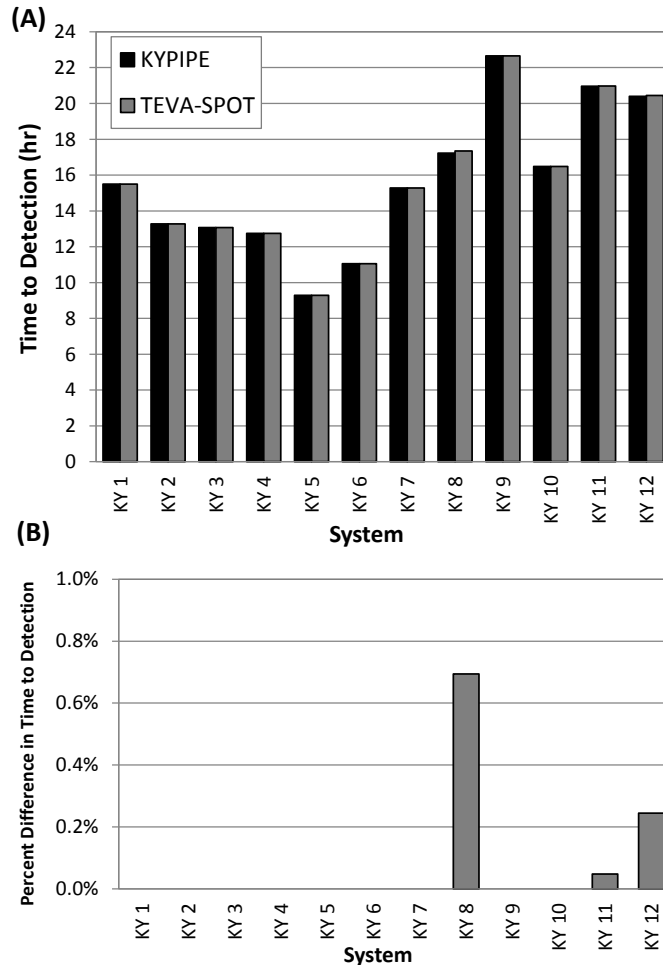 (A)
Time to Detection (hr)
24
22
20
18
16
14
12
10
8
6
4
2
0
KYPIPE
TEVA-SPOT
KY 1
KY 2
KY 3
KY 4
KY 5
KY 6
KY 7
KY 8
KY 9
KY 10
KY 11
KY 12
System
(B)
Percent Difference in Time to Detection
1.0%
0.8%
0.6%
0.4%
0.2%
0.0%
KY 1
KY 2
KY 3
KY 4
KY 5
KY 6
KY 7
KY 8
KY 9
KY 10
KY 11
KY 12
System